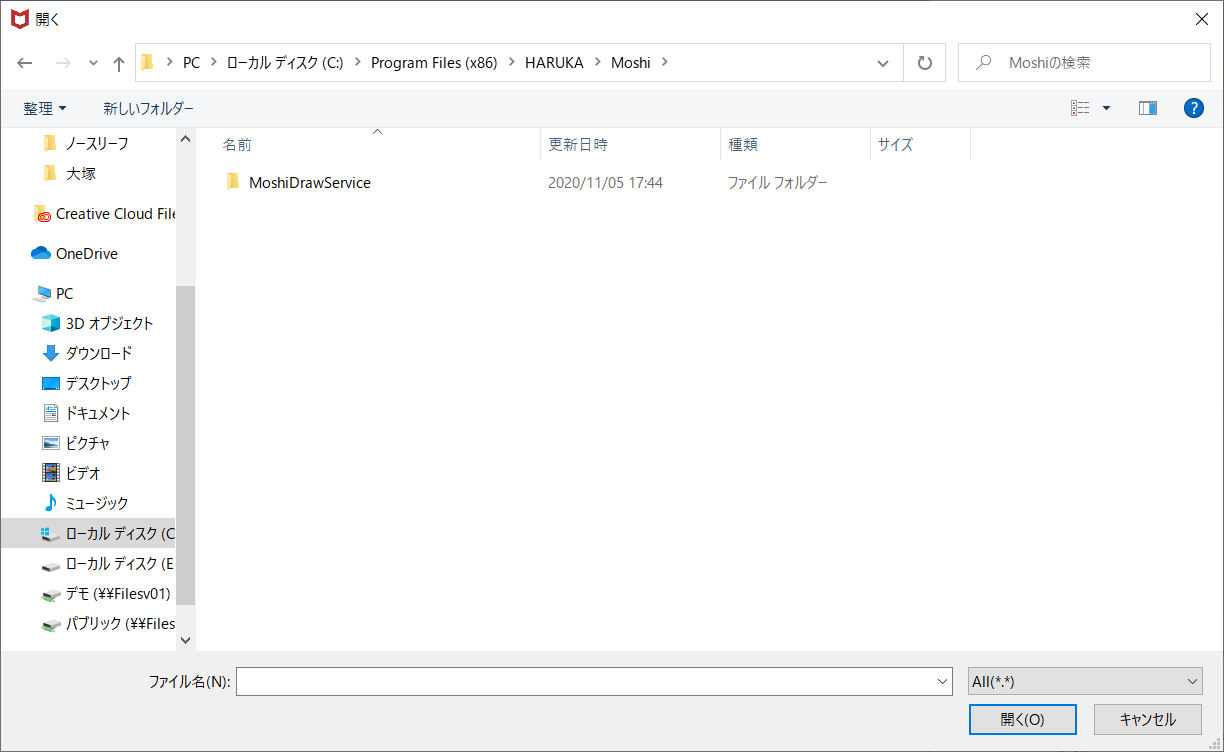 開く
PC > ローカル ディスク (C:) > Program Files (x86) > HARUKA > Moshi >
Moshiの検索
整理
新しいフォルダー
ノースリーフ
大塚
Creative Cloud File
OneDrive
PC
3D オブジェクト
ダウンロード
デスクトップ
ドキュメント
ピクチャ
ビデオ
ミュージック
ローカル ディスク (C
ローカル ディスク (E
デモ (¥¥Filesv01)
パブリック (¥¥Files
名前 更新日時 種類 サイズ
MoshiDrawService 2020/11/05 17:44 ファイル フォルダー
ファイル名(N):
All(*.*)
開く(O) キャンセル